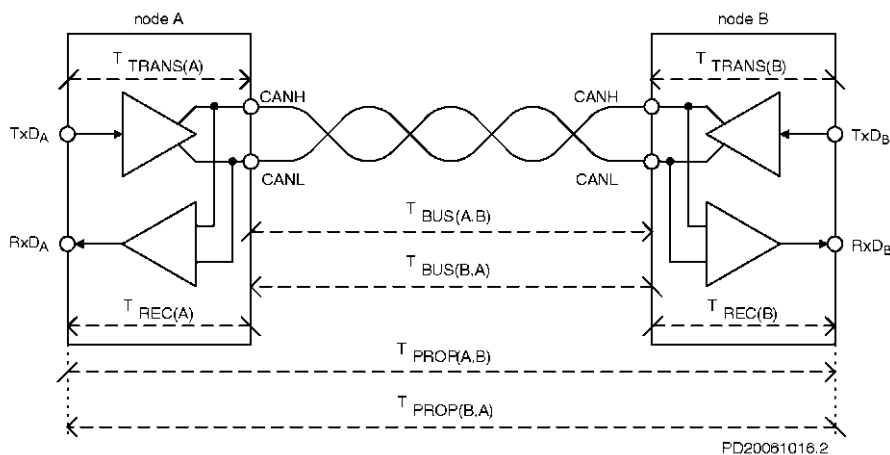 node A
node B
T TRANS(A)
T TRANS(B)
CANH
CANH
TxDA
TxDB
CANL
CANL
T BUS(A,B)
RxDA
RxDB
T BUS(B,A)
T REC(A)
T REC(B)
T PROP(A,B)
T PROP(B,A)
PD20061016.2